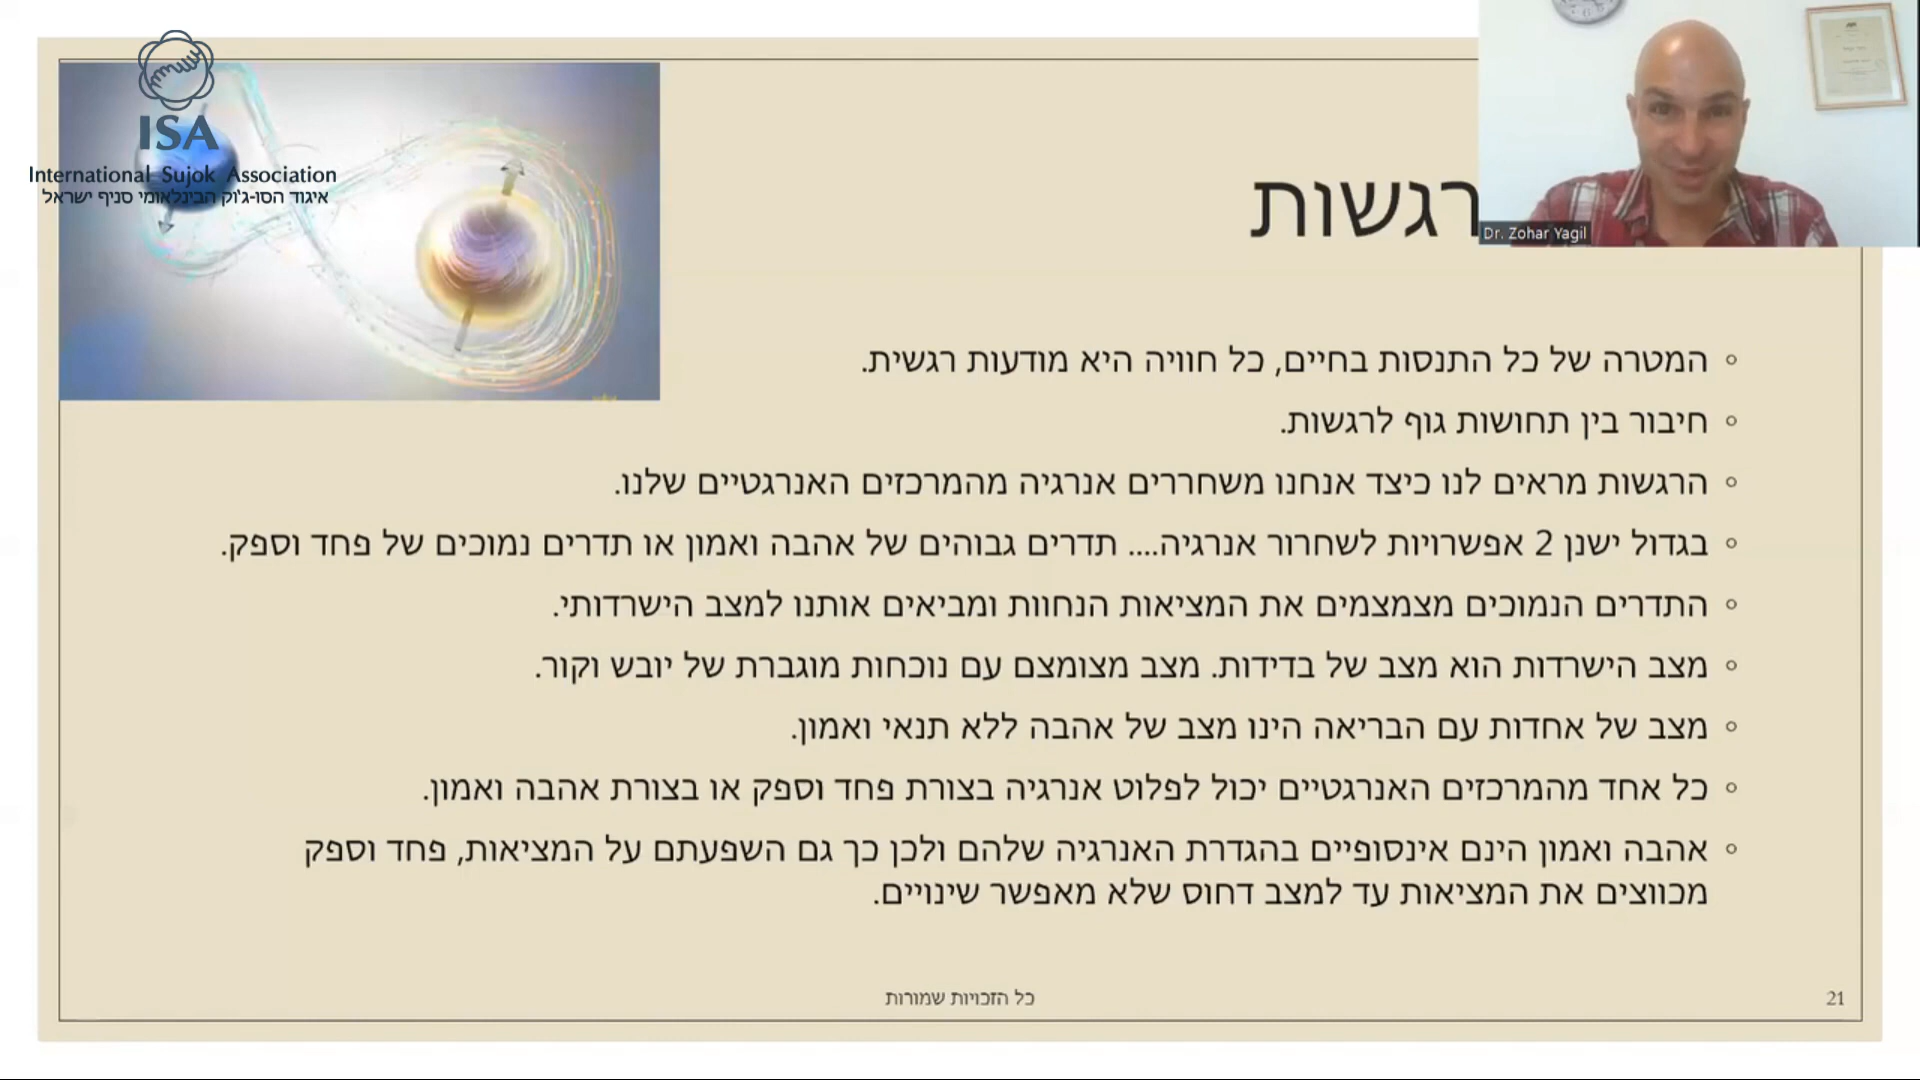 ISA
International Sujok Association
איגוד הסו-ג'וק הבינלאומי סניף ישראל
רגשות
Dr. Zohar Yagil
המטרה של כל התנסות בחיים, כל חוויה היא מודעות רגשית.
חיבור בין תחושות גוף לרגשות.
הרגשות מראים לנו כיצד אנחנו משחררים אנרגיה מהמרכזים האנרגטיים שלנו.
בגדול ישנן 2 אפשרויות לשחרור אנרגיה.... תדרים גבוהים של אהבה ואמון או תדרים נמוכים של פחד וספק.
התדרים הנמוכים מצמצמים את המציאות הנחוות ומביאים אותנו למצב הישרדותי.
מצב הישרדות הוא מצב של בדידות. מצב מצומצם עם נוכחות מוגברת של יובש וקור.
מצב של אחדות עם הבריאה הינו מצב של אהבה ללא תנאי ואמון.
כל אחד מהמרכזים האנרגטיים יכול לפלוט אנרגיה בצורת פחד וספק או בצורת אהבה ואמון.
אהבה ואמון הינם אינסופיים בהגדרת האנרגיה שלהם ולכן כך גם השפעתם על המציאות, פחד וספק
מכווצים את המציאות עד למצב דחוס שלא מאפשר שינויים.
כל הזכויות שמורות
21